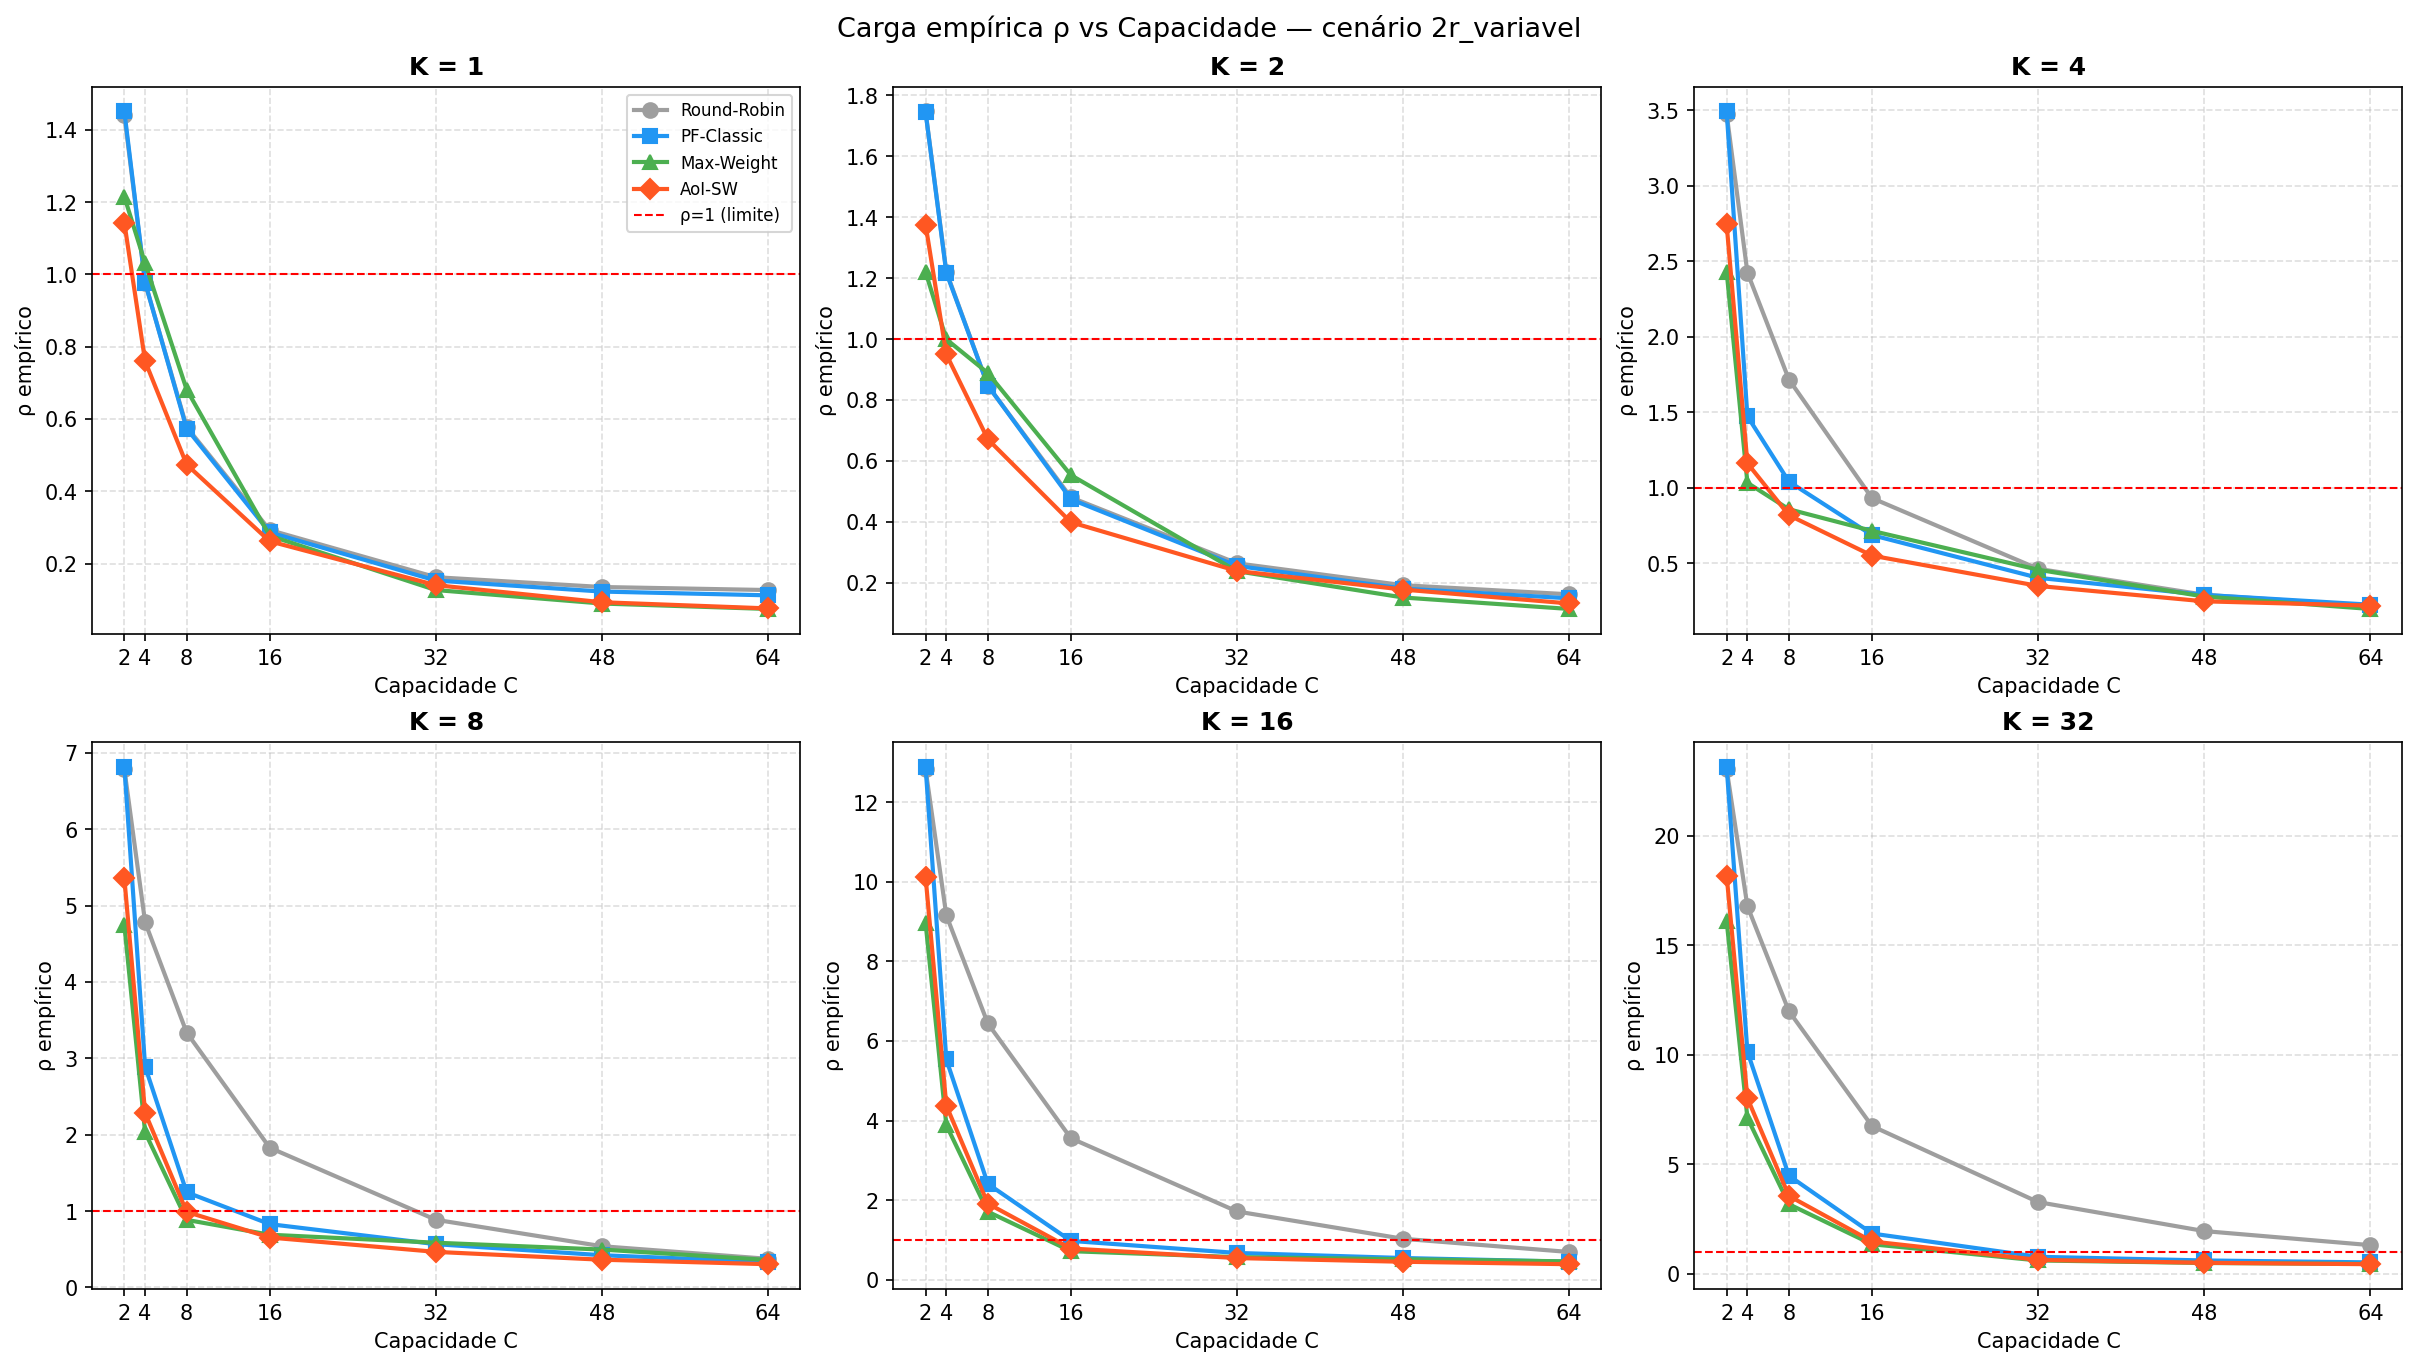 Carga empírica ρ vs Capacidade — cenário 2r_variavel
K = 1
Round-Robin
PF-Classic
Max-Weight
AoI-SW
ρ=1 (limite)
1.4
1.2
1.0
0.8
0.6
0.4
0.2
ρ empírico
2 4 8 16 32 48 64
Capacidade C
K = 2
1.8
1.6
1.4
1.2
1.0
0.8
0.6
0.4
0.2
ρ empírico
2 4 8 16 32 48 64
Capacidade C
K = 4
3.5
3.0
2.5
2.0
1.5
1.0
0.5
ρ empírico
2 4 8 16 32 48 64
Capacidade C
K = 8
7
6
5
4
3
2
1
0
ρ empírico
2 4 8 16 32 48 64
Capacidade C
K = 16
12
10
8
6
4
2
0
ρ empírico
2 4 8 16 32 48 64
Capacidade C
K = 32
20
15
10
5
0
ρ empírico
2 4 8 16 32 48 64
Capacidade C